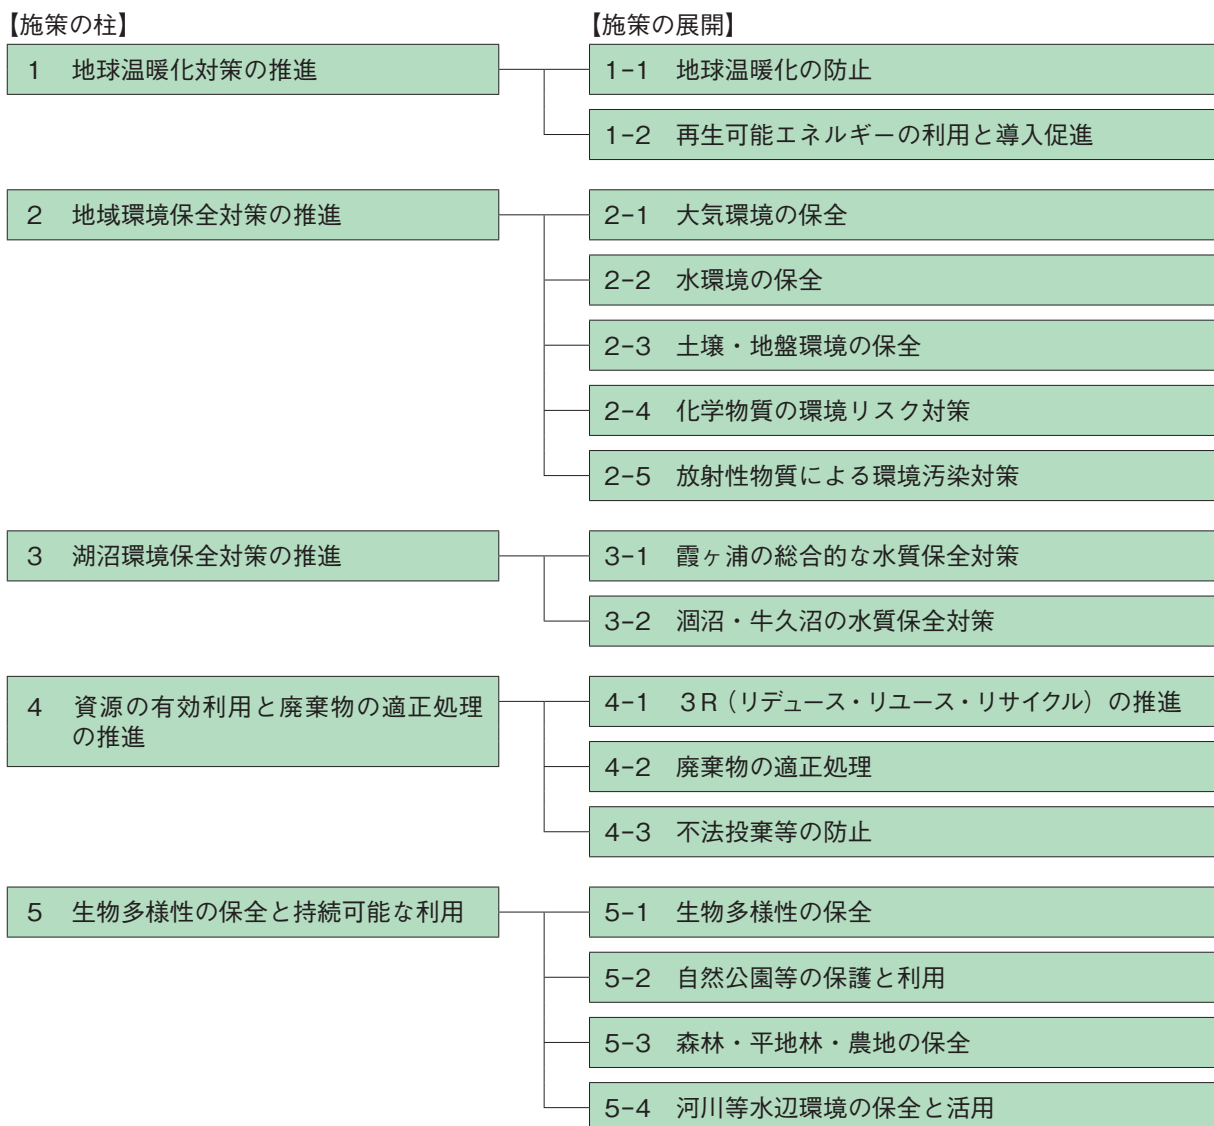 【施策の柱】
【施策の展開】
1 地球温暖化対策の推進
1-1 地球温暖化の防止
1-2 再生可能エネルギーの利用と導入促進
2 地域環境保全対策の推進
2-1 大気環境の保全
2-2 水環境の保全
2-3 土壌・地盤環境の保全
2-4 化学物質の環境リスク対策
2-5 放射性物質による環境汚染対策
3 湖沼環境保全対策の推進
3-1 霞ヶ浦の総合的な水質保全対策
3-2 涸沼・牛久沼の水質保全対策
4 資源の有効利用と廃棄物の適正処理
の推進
4-1 3R（リデュース・リユース・リサイクル）の推進
4-2 廃棄物の適正処理
4-3 不法投棄等の防止
5 生物多様性の保全と持続可能な利用
5-1 生物多様性の保全
5-2 自然公園等の保護と利用
5-3 森林・平地林・農地の保全
5-4 河川等水辺環境の保全と活用